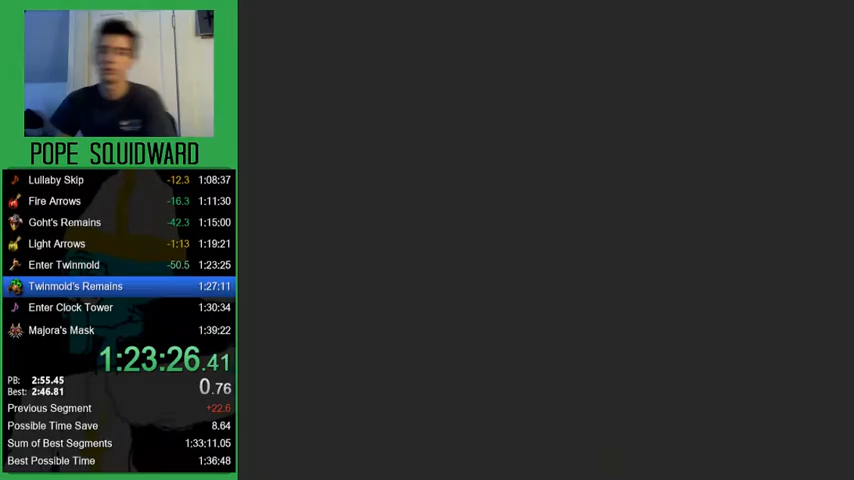 POPE SQUIDWARD
Lullaby Skip -12.3 1:08:37
Fire Arrows -16.3 1:11:30
Goht's Remains -42.3 1:15:00
Light Arrows -1:13 1:19:21
Enter Twinmold -50.5 1:23:25
Twinmold's Remains 1:27:11
Enter Clock Tower 1:30:34
Majora's Mask 1:39:22
1:23:26.41
PB: 2:55.45
Best: 2:46.81
0.76
Previous Segment +22.6
Possible Time Save 8.64
Sum of Best Segments 1:33:11.05
Best Possible Time 1:36:48